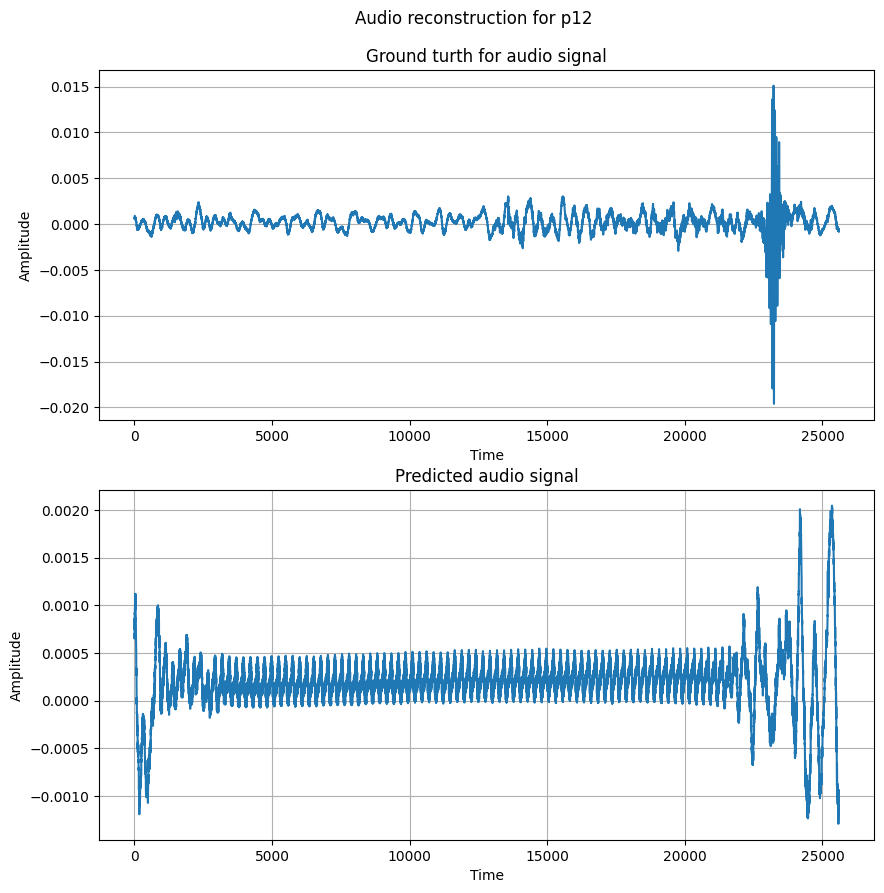 Audio reconstruction for p12
Ground turth for audio signal
0.015
0.010
0.005
0.000
−0.005
−0.010
−0.015
−0.020
Amplitude
0 5000 10000 15000 20000 25000
Time
Predicted audio signal
0.0020
0.0015
0.0010
0.0005
0.0000
−0.0005
−0.0010
Amplitude
0 5000 10000 15000 20000 25000
Time